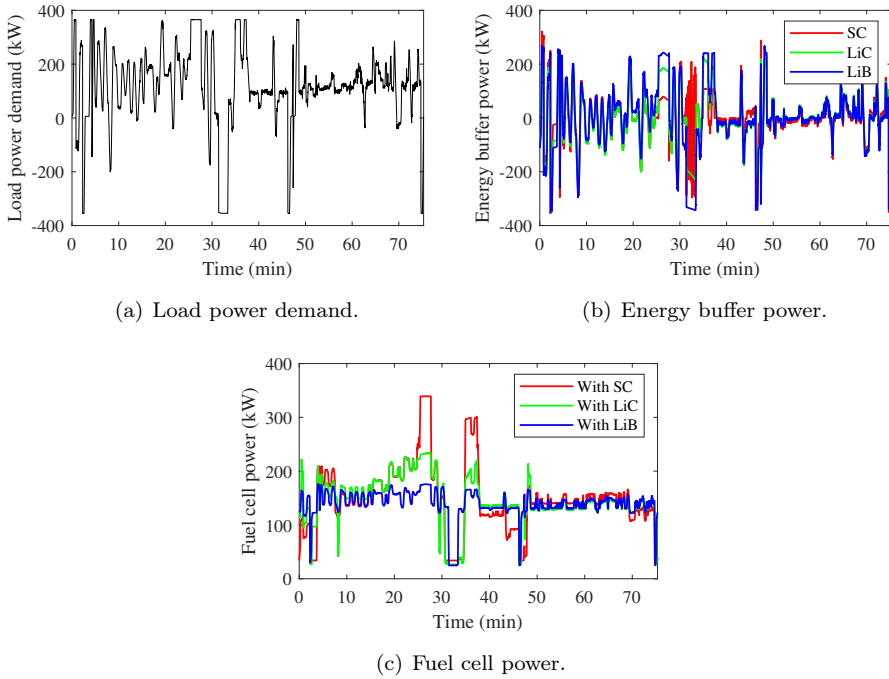 400
200
0
-200
-400
Load power demand (kW)
0 10 20 30 40 50 60 70
Time (min)
(a) Load power demand.
400
200
0
-200
-400
Energy buffer power (kW)
SC
LiC
LiB
0 10 20 30 40 50 60 70
Time (min)
(b) Energy buffer power.
400
300
200
100
0
Fuel cell power (kW)
With SC
With LiC
With LiB
0 10 20 30 40 50 60 70
Time (min)
(c) Fuel cell power.